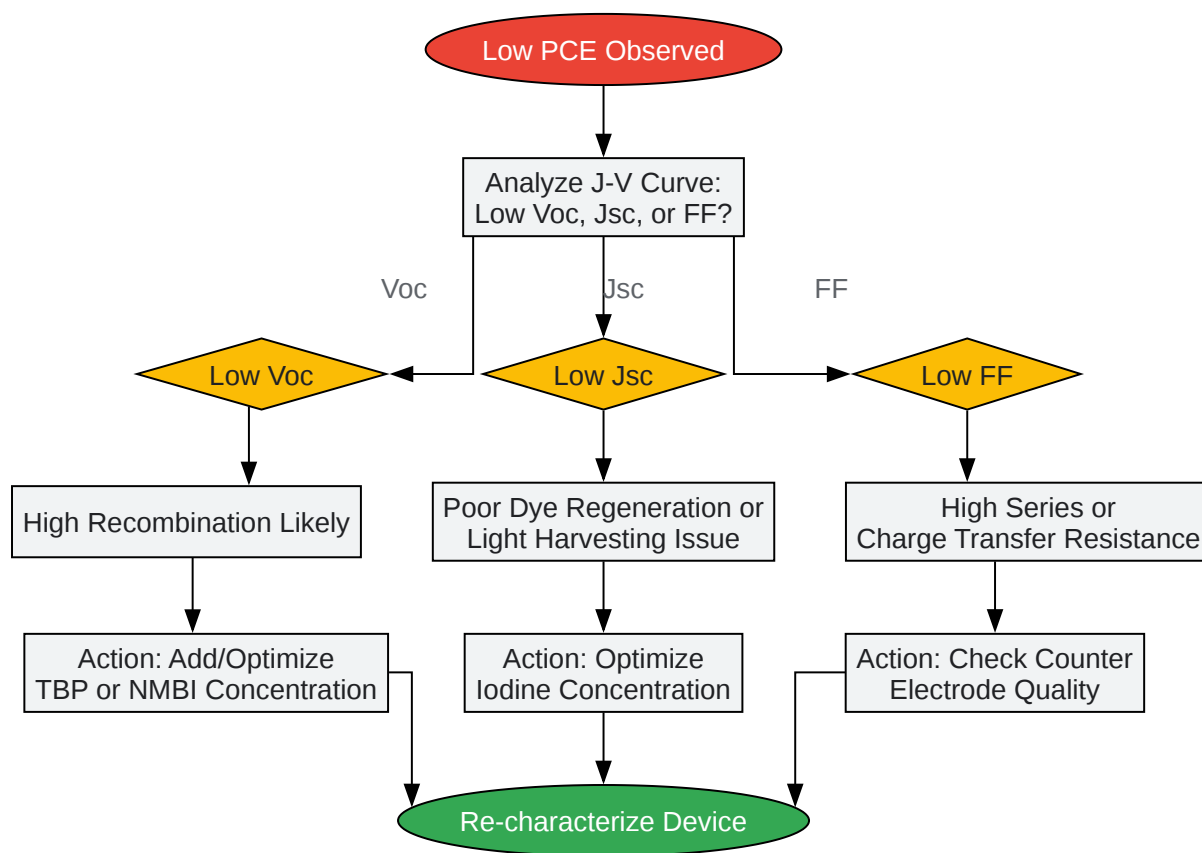 Low PCE Observed
Analyze J-V Curve:
Low Voc, Jsc, or FF?
Voc
Jsc
FF
Low Voc
Low Jsc
Low FF
High Recombination Likely
Poor Dye Regeneration or
Light Harvesting Issue
High Series or
Charge Transfer Resistance
Action: Add/Optimize
TBP or NMBI Concentration
Action: Optimize
Iodine Concentration
Action: Check Counter
Electrode Quality
Re-characterize Device